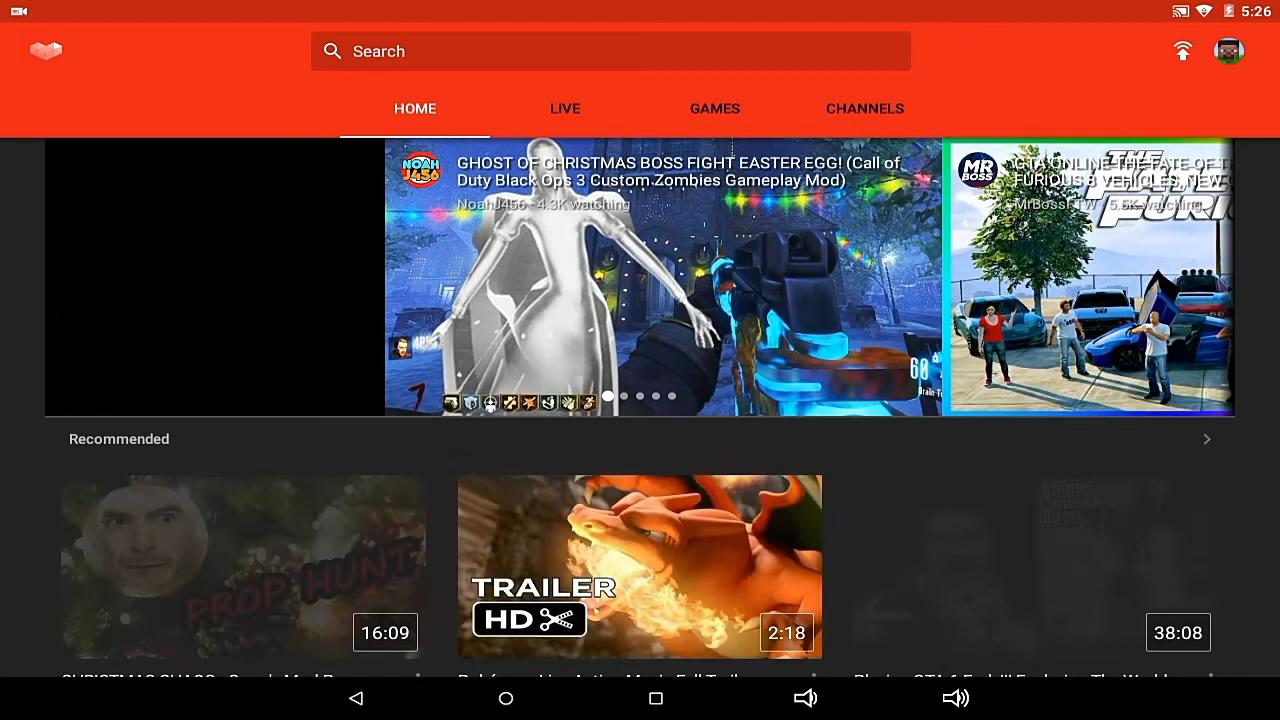 REC
5:26
Search
HOME
LIVE
GAMES
CHANNELS
NOAH
J456
GHOST OF CHRISTMAS BOSS FIGHT EASTER EGG! (Call of
Duty Black Ops 3 Custom Zombies Gameplay Mod)
NoahJ456 - 4.3K watching
60
MR
BOSS
GTA ONLINE THE FATE OF T
FURIOUS 8 VEHICLES, NEW
MrBossFTW - 5.5K watching
THE
Recommended
PROP HUNT
16:09
TRAILER
HD
2:18
38:08